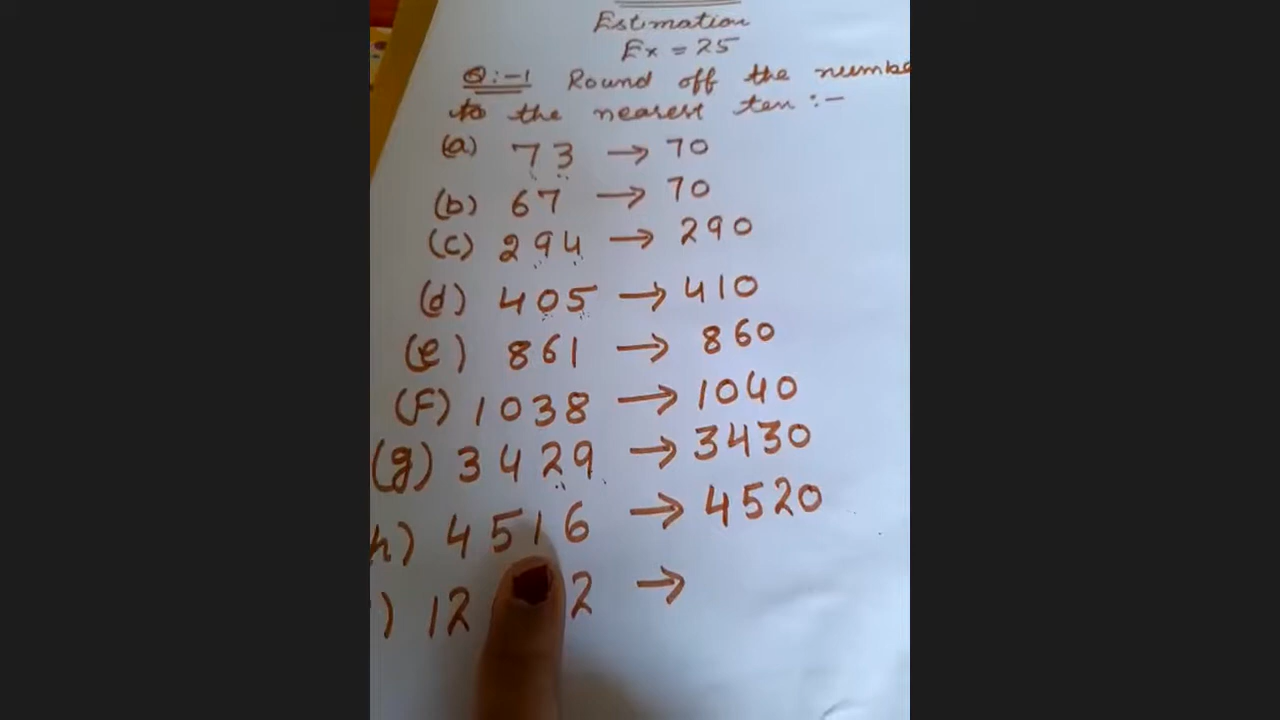 Estimation
Ex = 25
Q:-1 Round off the numbe
to the nearest ten :-
(a) 73 → 70
(b) 67 → 70
(c) 294 → 290
(d) 405 → 410
(e) 861 → 860
(F) 1038 → 1040
(g) 3429 → 3430
h) 4516 → 4520
) 12 2 →